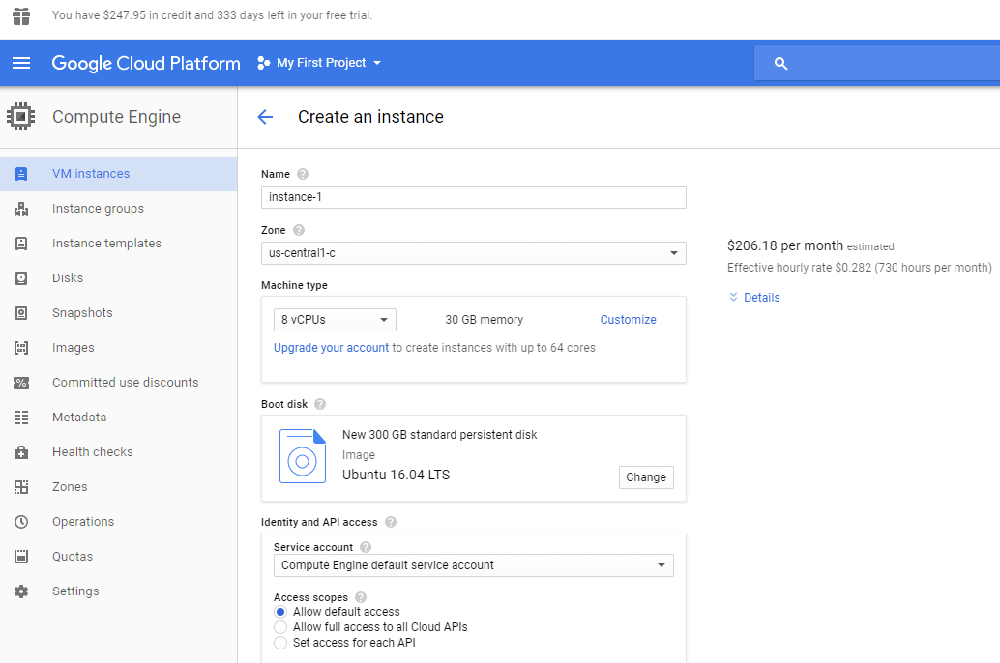 You have $247.95 in credit and 333 days left in your free trial.
Google Cloud Platform
My First Project
Compute Engine
Create an instance
VM instances
Instance groups
Instance templates
Disks
Snapshots
Images
Committed use discounts
Metadata
Health checks
Zones
Operations
Quotas
Settings
Name ?
instance-1
Zone ?
us-central1-c
Machine type
8 vCPUs 30 GB memory Customize
Upgrade your account to create instances with up to 64 cores
Boot disk ?
New 300 GB standard persistent disk
Image
Ubuntu 16.04 LTS
Change
Identity and API access ?
Service account ?
Compute Engine default service account
Access scopes ?
Allow default access
Allow full access to all Cloud APIs
Set access for each API
$206.18 per month estimated
Effective hourly rate $0.282 (730 hours per month)
Details